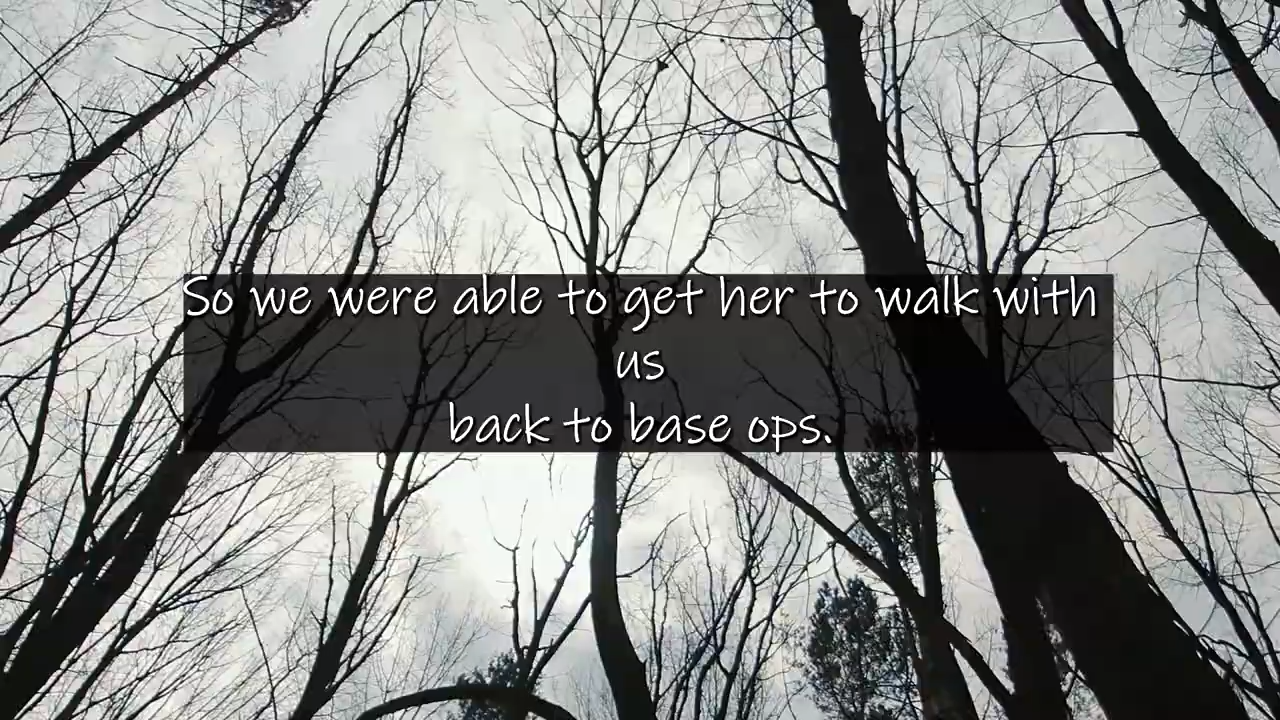 So we were able to get her to walk with
us
back to base ops.